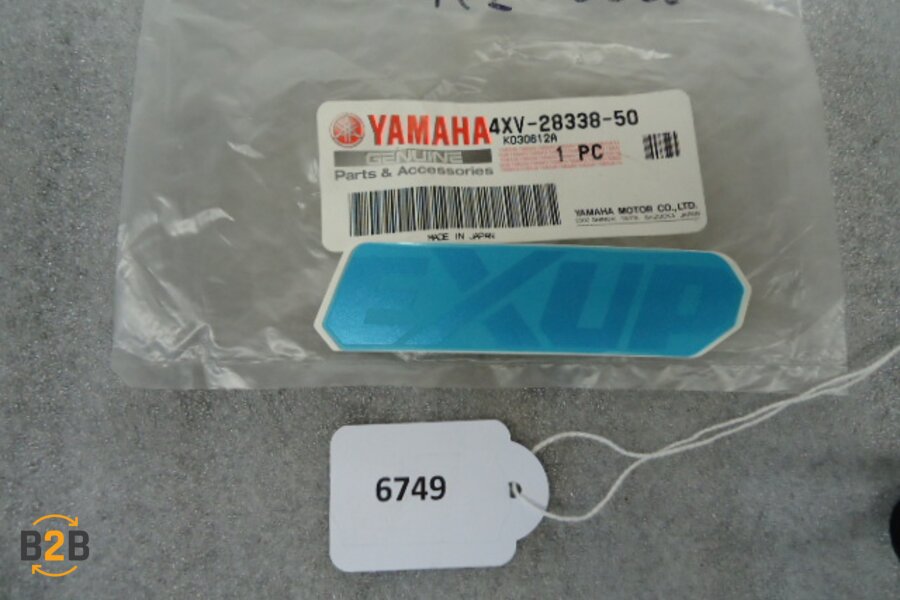 YAMAHA 4XV-28338-50
K030612A
GENUINE
1 PC
Parts & Accessories
YAMAHA MOTOR CO.,LTD.
MADE IN JAPAN
EXUP
6749
B2B